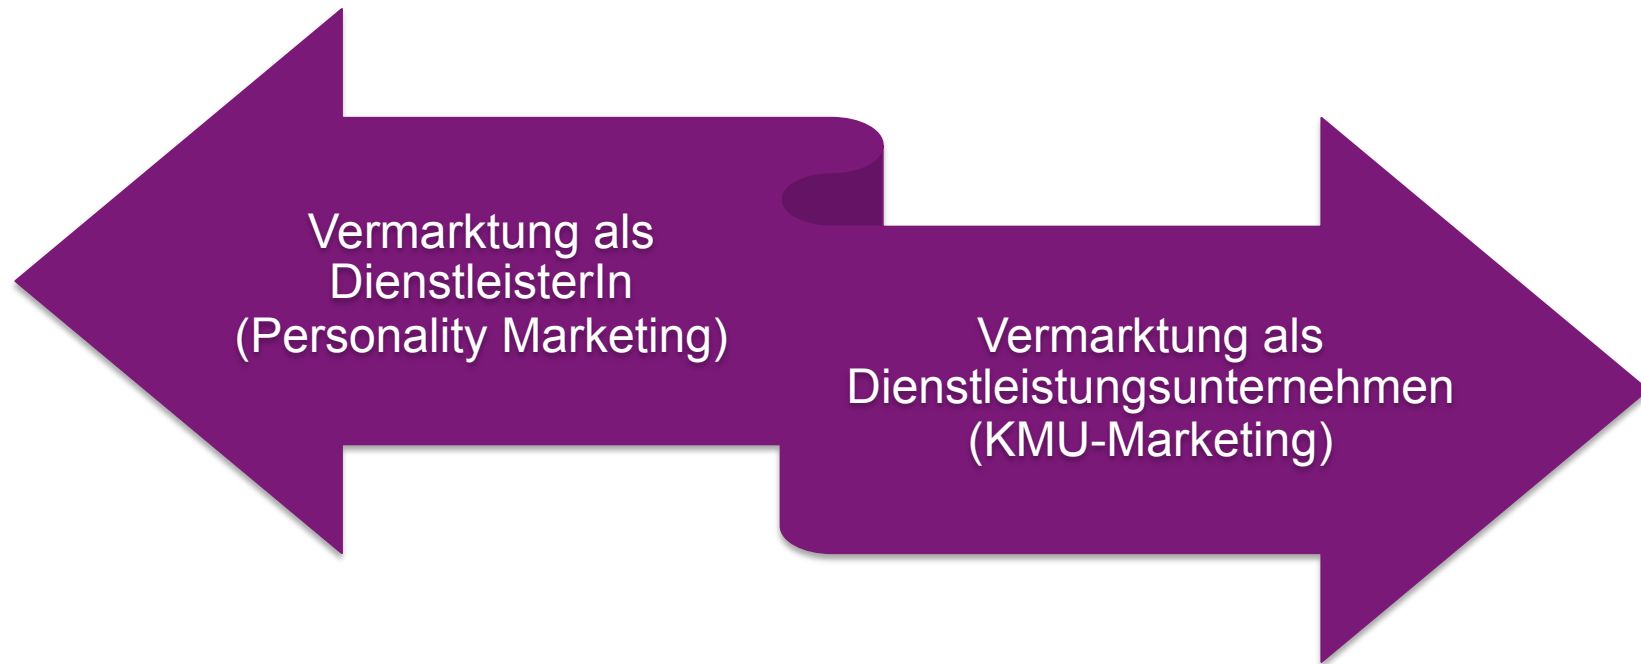 Vermarktung als
DienstleisterIn
(Personality Marketing)
Vermarktung als
Dienstleistungsunternehmen
(KMU-Marketing)